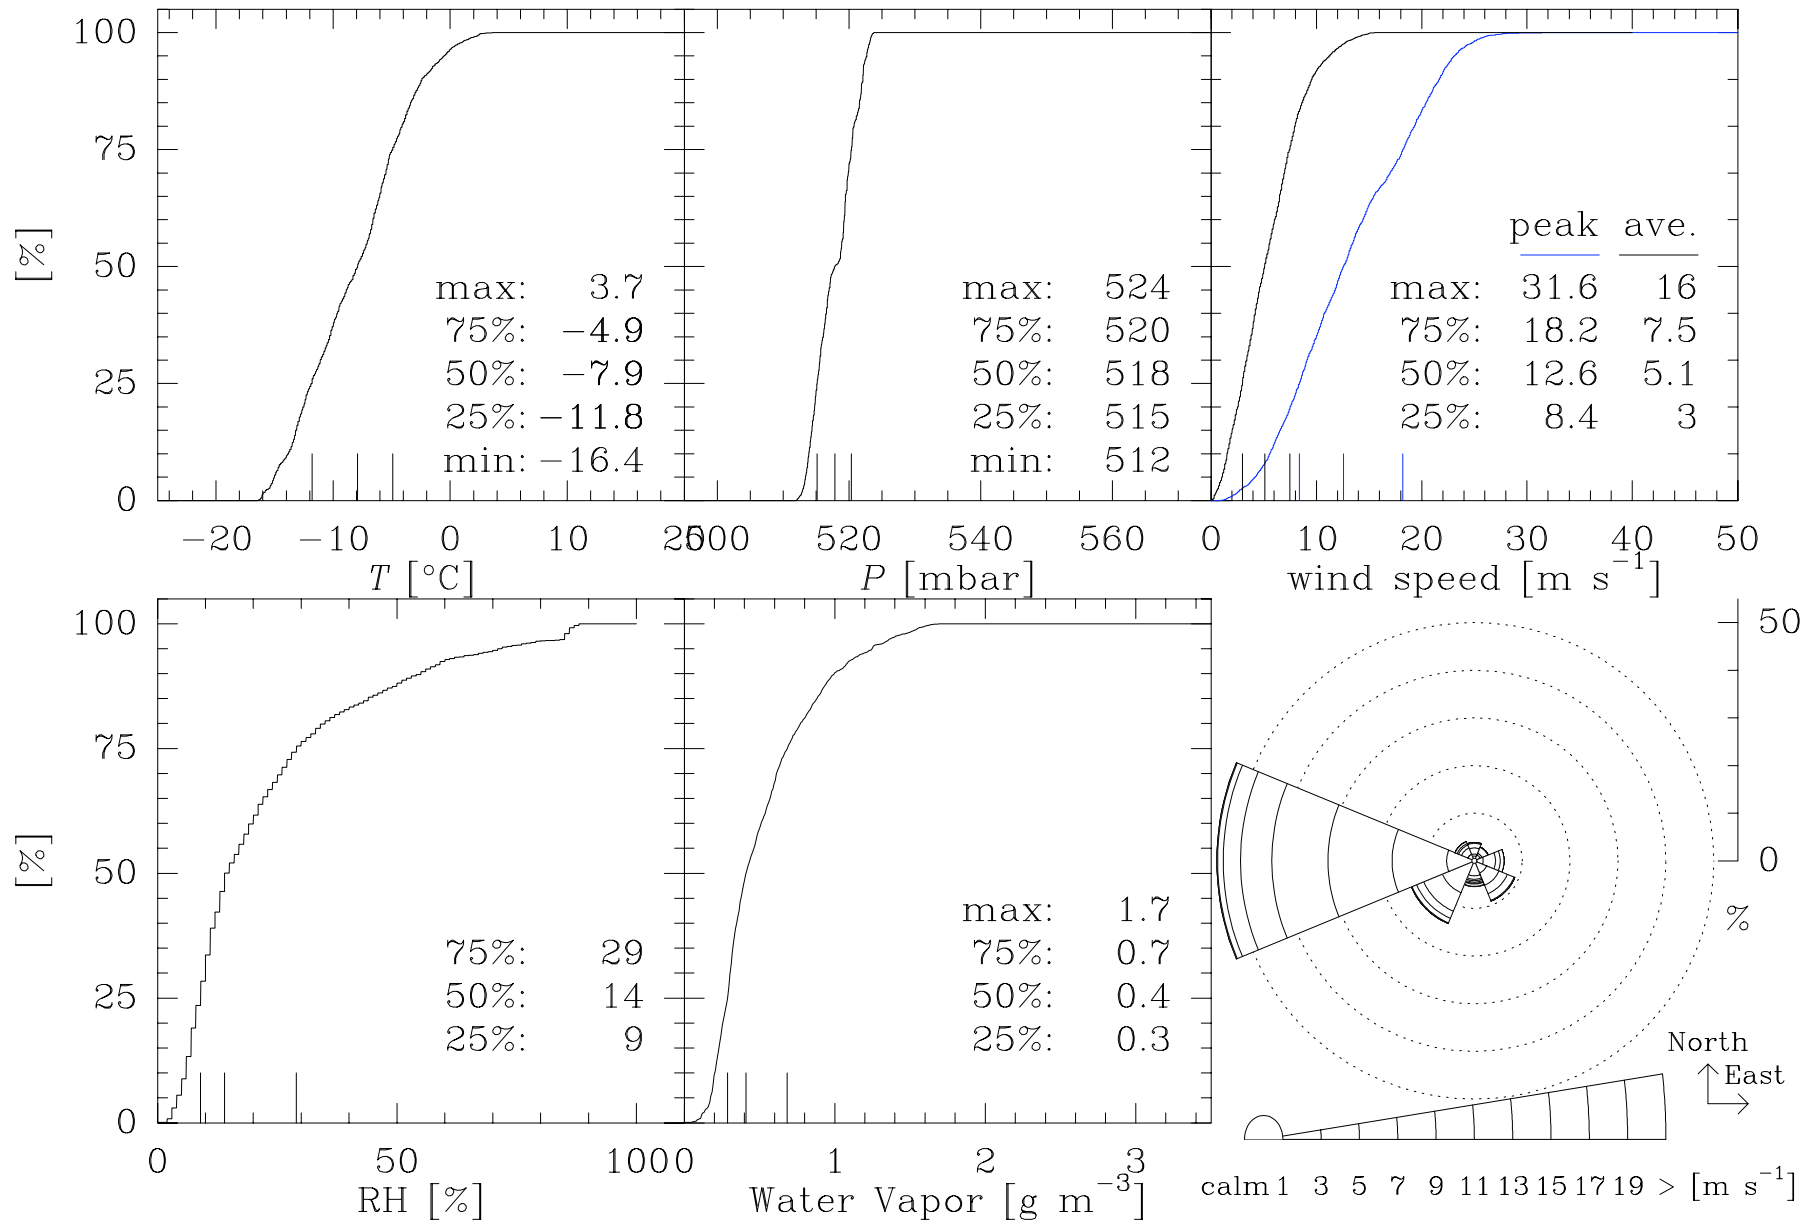 100
75
[%]
50
25
0
max: 3.7
75%: −4.9
50%: −7.9
25%: −11.8
min: −16.4
−20 −10 0 10 20
T [°C]
max: 524
75%: 520
50%: 518
25%: 515
min: 512
500 520 540 560
P [mbar]
peak ave.
max: 31.6 16
75%: 18.2 7.5
50%: 12.6 5.1
25%: 8.4 3
0 10 20 30 40 50
wind speed [m s⁻¹]
100
75
[%]
50
25
0
75%: 29
50%: 14
25%: 9
0 50 100
RH [%]
max: 1.7
75%: 0.7
50%: 0.4
25%: 0.3
0 1 2 3
Water Vapor [g m⁻³]
50
0
%
North
East
calm 1 3 5 7 9 11 13 15 17 19 > [m s⁻¹]